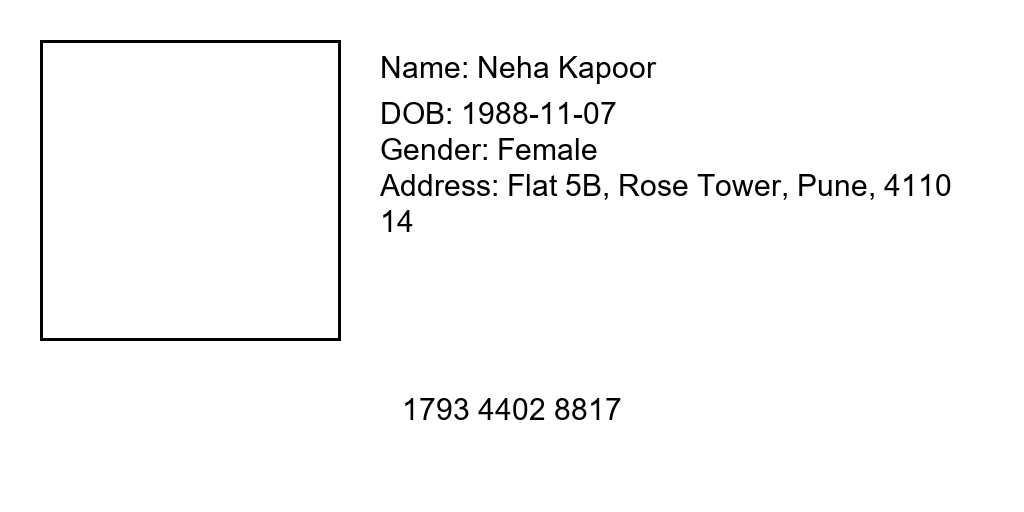 Name: Neha Kapoor
DOB: 1988-11-07
Gender: Female
Address: Flat 5B, Rose Tower, Pune, 4110
14
1793 4402 8817